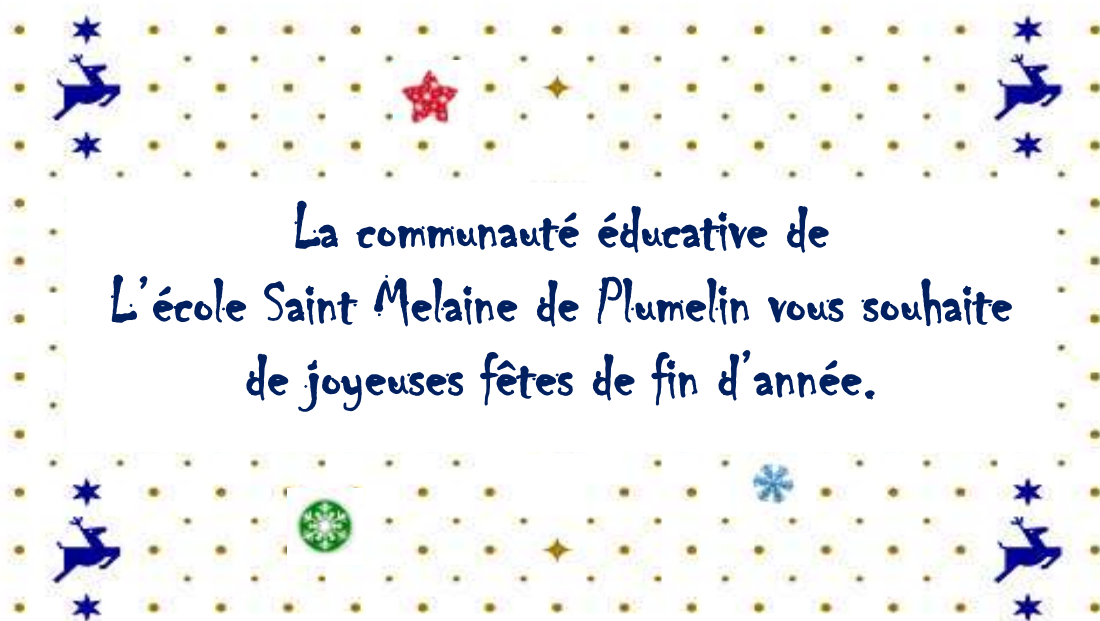 La communauté éducative de
L'école Saint Melaine de Plumelin vous souhaite
de joyeuses fêtes de fin d'année.